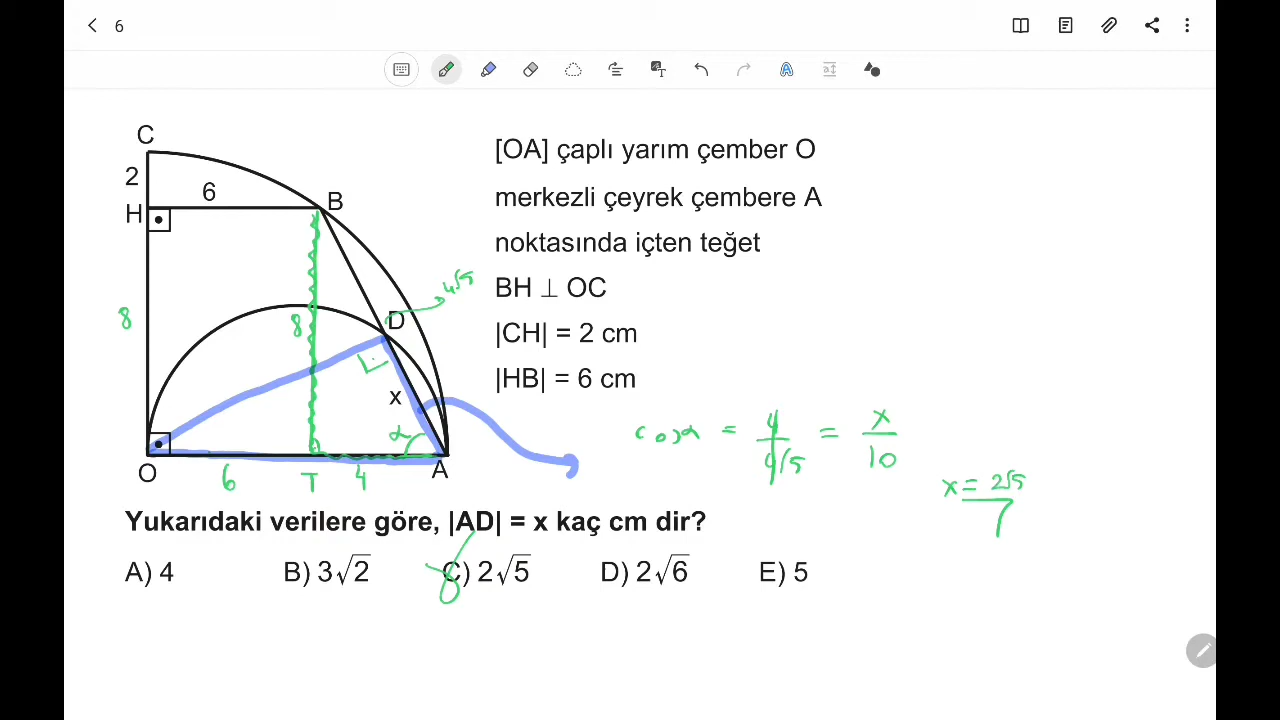 6
C
2
6
H
B
[OA] çaplı yarım çember O
merkezli çeyrek çembere A
noktasında içten teğet
BH ⊥ OC
|CH| = 2 cm
|HB| = 6 cm
4√5
8
8
D
x
α
O
6
T
4
A
cosα = 4/4√5 = x/10
x = 2√5
Yukarıdaki verilere göre, |AD| = x kaç cm dir?
A) 4 B) 3√2 C) 2√5 D) 2√6 E) 5